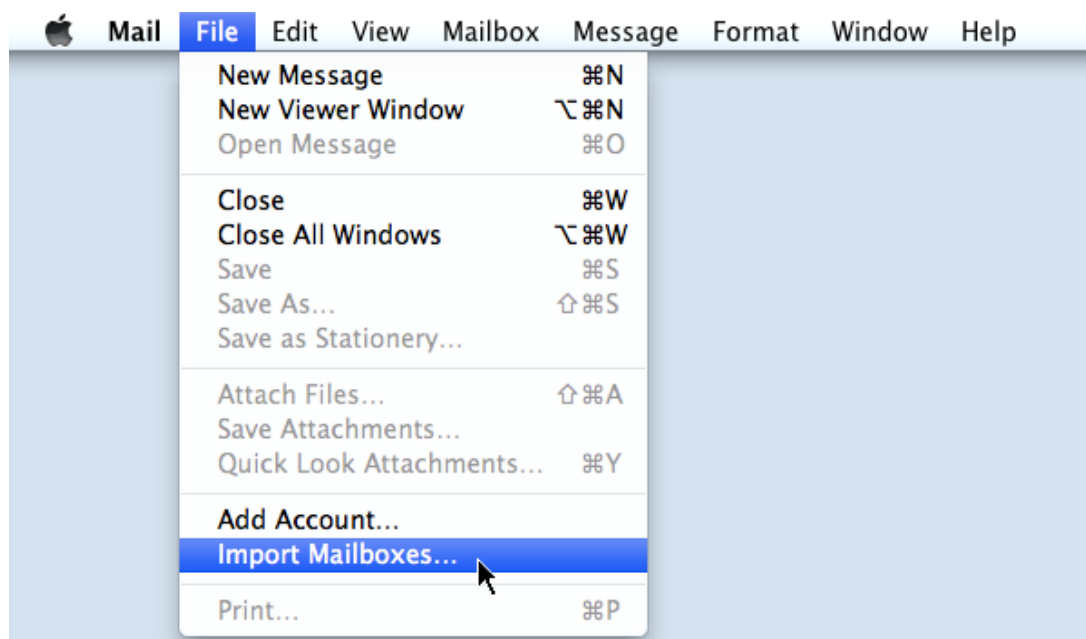 Mail File Edit View Mailbox Message Format Window Help
New Message ⌘N
New Viewer Window ⌥⌘N
Open Message ⌘O
Close ⌘W
Close All Windows ⌥⌘W
Save ⌘S
Save As... ⇧⌘S
Save as Stationery...
Attach Files... ⇧⌘A
Save Attachments...
Quick Look Attachments... ⌘Y
Add Account...
Import Mailboxes...
Print... ⌘P